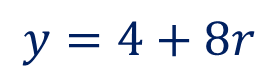 y = 4 + 8r